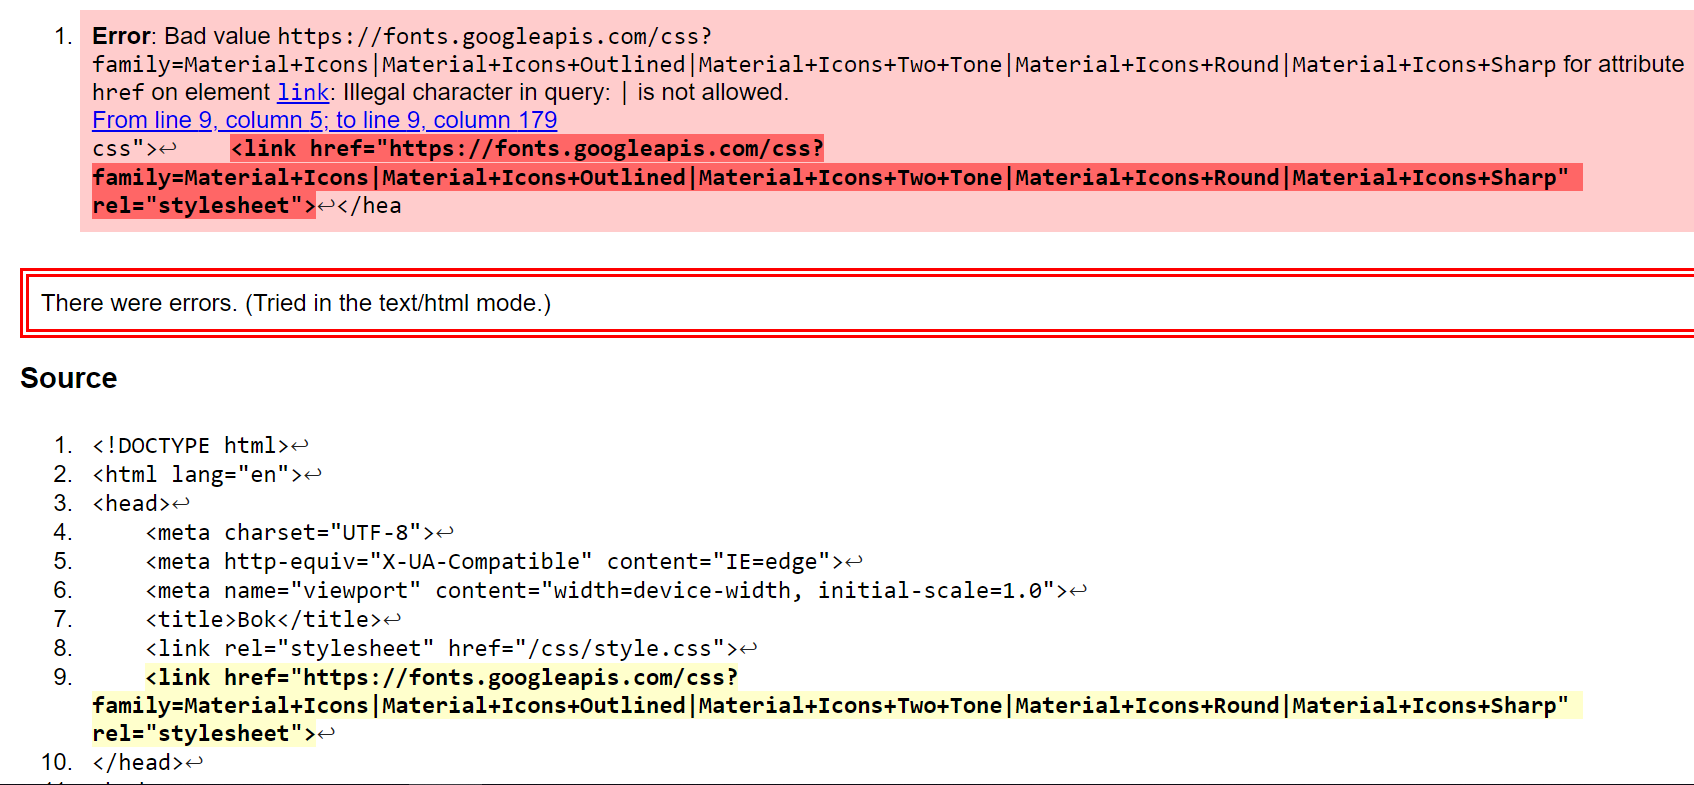 1. Error: Bad value https://fonts.googleapis.com/css?
family=Material+Icons|Material+Icons+Outlined|Material+Icons+Two+Tone|Material+Icons+Round|Material+Icons+Sharp for attribute
href on element link: Illegal character in query: | is not allowed.
From line 9, column 5; to line 9, column 179
css">↩    <link href="https://fonts.googleapis.com/css?
family=Material+Icons|Material+Icons+Outlined|Material+Icons+Two+Tone|Material+Icons+Round|Material+Icons+Sharp"
rel="stylesheet">↩</hea
There were errors. (Tried in the text/html mode.)
Source
1. <!DOCTYPE html>↩
2. <html lang="en">↩
3. <head>↩
4.     <meta charset="UTF-8">↩
5.     <meta http-equiv="X-UA-Compatible" content="IE=edge">↩
6.     <meta name="viewport" content="width=device-width, initial-scale=1.0">↩
7.     <title>Bok</title>↩
8.     <link rel="stylesheet" href="/css/style.css">↩
9.     <link href="https://fonts.googleapis.com/css?
family=Material+Icons|Material+Icons+Outlined|Material+Icons+Two+Tone|Material+Icons+Round|Material+Icons+Sharp"
rel="stylesheet">↩
10. </head>↩